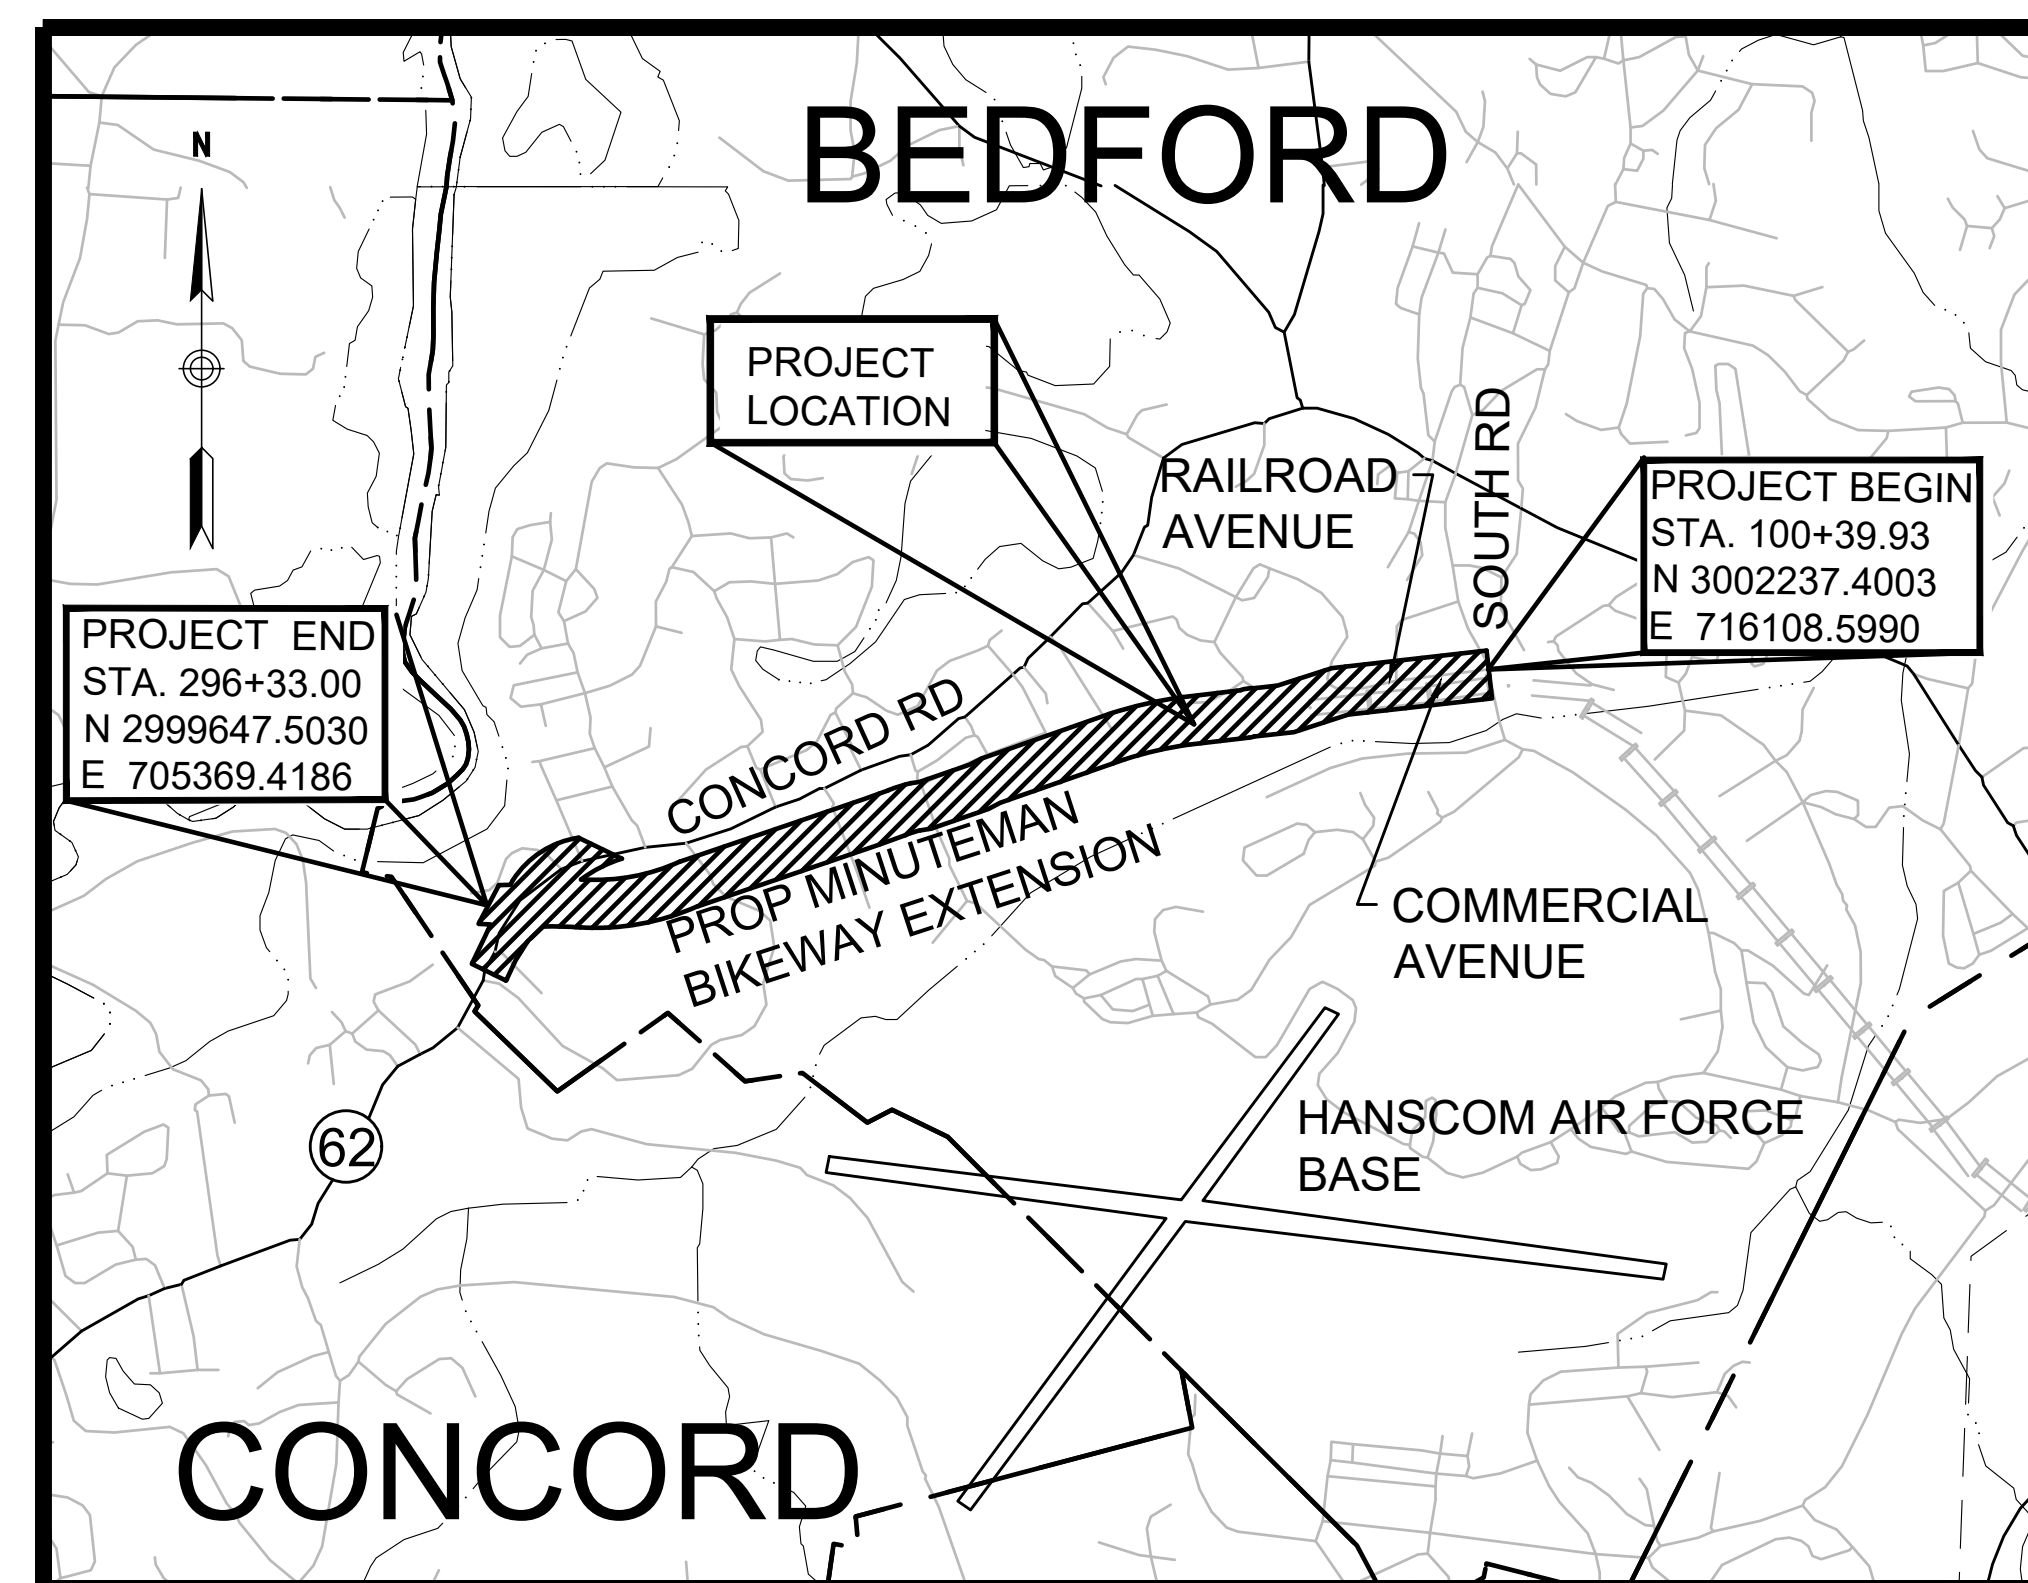 BEDFORD
N
PROJECT
LOCATION
RAILROAD
AVENUE
SOUTH RD
PROJECT BEGIN
STA. 100+39.93
N 3002237.4003
E 716108.5990
PROJECT END
STA. 296+33.00
N 2999647.5030
E 705369.4186
CONCORD RD
PROP MINUTEMAN
BIKEWAY EXTENSION
COMMERCIAL
AVENUE
HANSCOM AIR FORCE
BASE
62
CONCORD